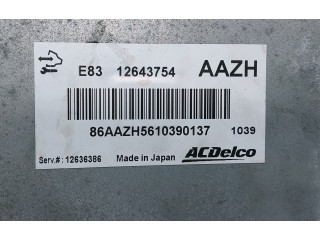 E83 12643754 AAZH
86AAZH5610390137 1039
Serv.#: 12636386 Made in Japan ACDelco